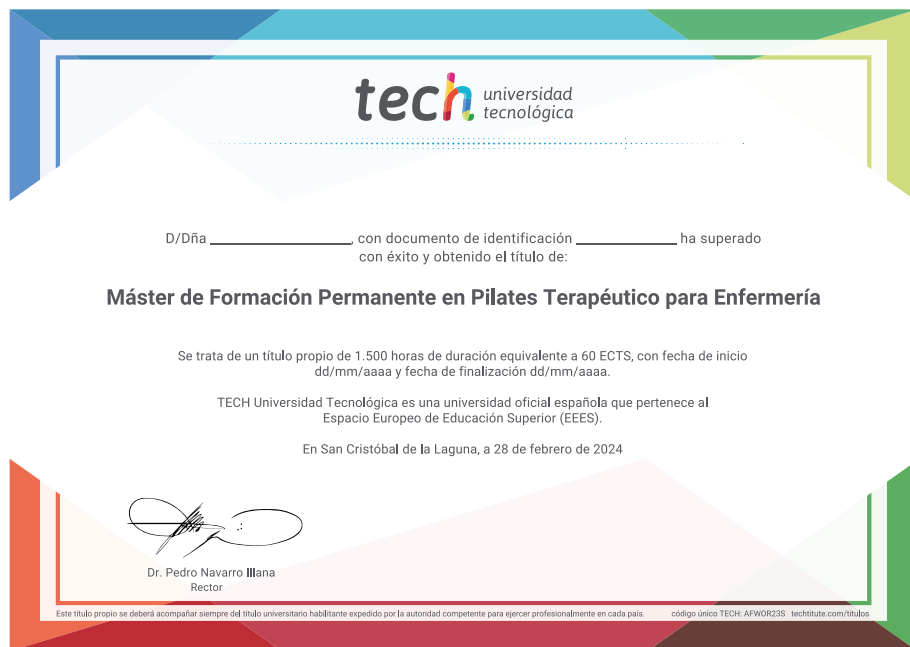 tech universidad
tecnológica
D/Dña ____________________, con documento de identificación ______________ ha superado
con éxito y obtenido el título de:
Máster de Formación Permanente en Pilates Terapéutico para Enfermería
Se trata de un título propio de 1.500 horas de duración equivalente a 60 ECTS, con fecha de inicio
dd/mm/aaaa y fecha de finalización dd/mm/aaaa.
TECH Universidad Tecnológica es una universidad oficial española que pertenece al
Espacio Europeo de Educación Superior (EEES).
En San Cristóbal de la Laguna, a 28 de febrero de 2024
Dr. Pedro Navarro Illana
Rector
Este título propio se deberá acompañar siempre del título universitario habilitante expedido por la autoridad competente para ejercer profesionalmente en cada país. código único TECH: AFWOR23S techtitute.com/titulos